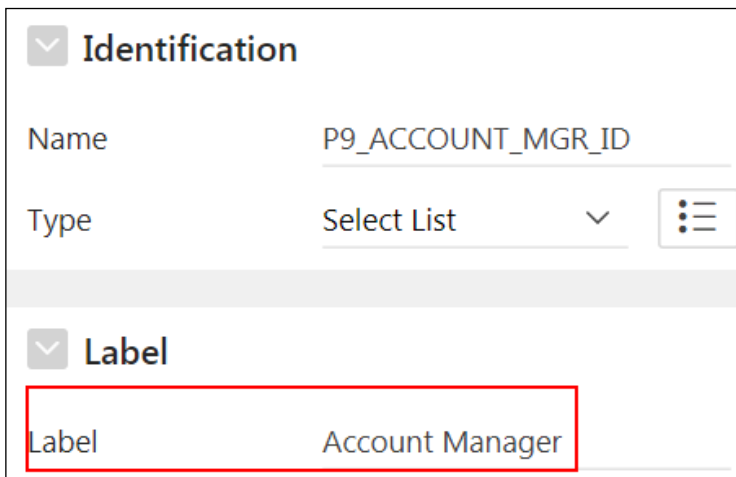 Identification
Name P9_ACCOUNT_MGR_ID
Type Select List
Label
Label Account Manager